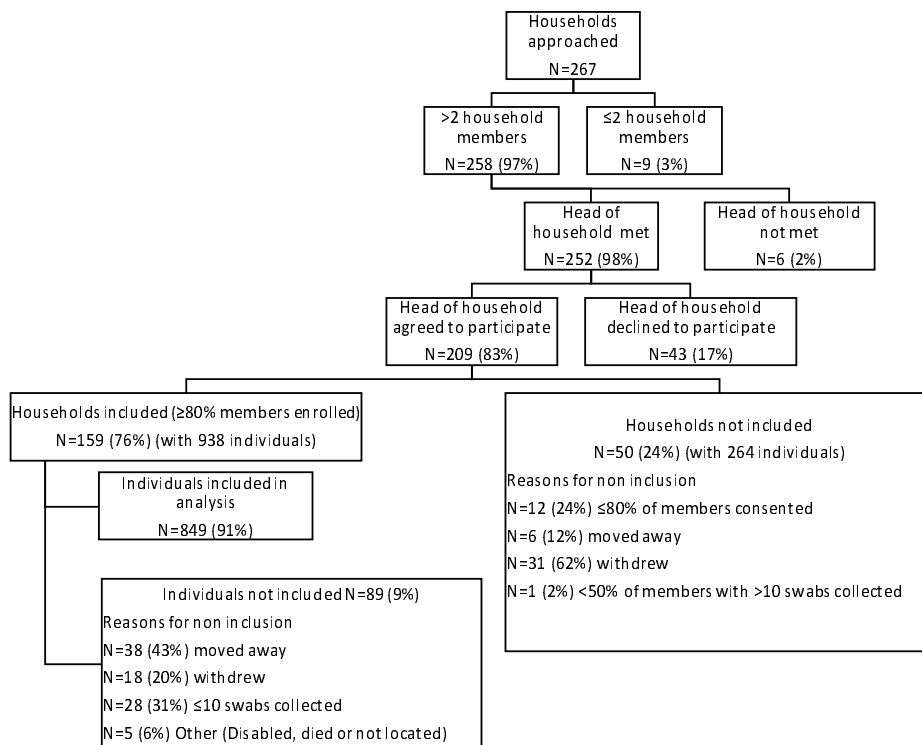 Households
approached
N=267
>2 household
members
N=258 (97%)
≤2 household
members
N=9 (3%)
Head of
household met
N=252 (98%)
Head of household
not met
N=6 (2%)
Head of household
agreed to participate
N=209 (83%)
Head of household
declined to participate
N=43 (17%)
Households included (≥80% members enrolled)
N=159 (76%) (with 938 individuals)
Individuals included in
analysis
N=849 (91%)
Individuals not included N=89 (9%)
Reasons for non inclusion
N=38 (43%) moved away
N=18 (20%) withdrew
N=28 (31%) ≤10 swabs collected
N=5 (6%) Other (Disabled, died or not located)
Households not included
N=50 (24%) (with 264 individuals)
Reasons for non inclusion
N=12 (24%) ≤80% of members consented
N=6 (12%) moved away
N=31 (62%) withdrew
N=1 (2%) <50% of members with >10 swabs collected